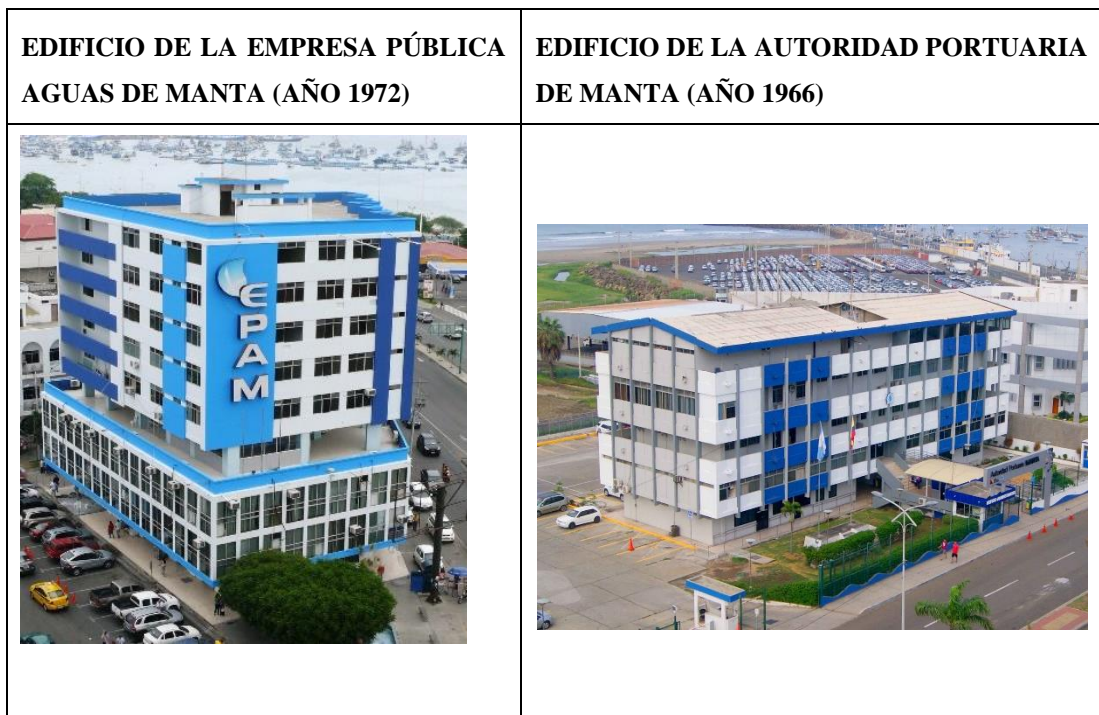 EDIFICIO DE LA EMPRESA PÚBLICA
AGUAS DE MANTA (AÑO 1972)
EDIFICIO DE LA AUTORIDAD PORTUARIA
DE MANTA (AÑO 1966)
EPAM